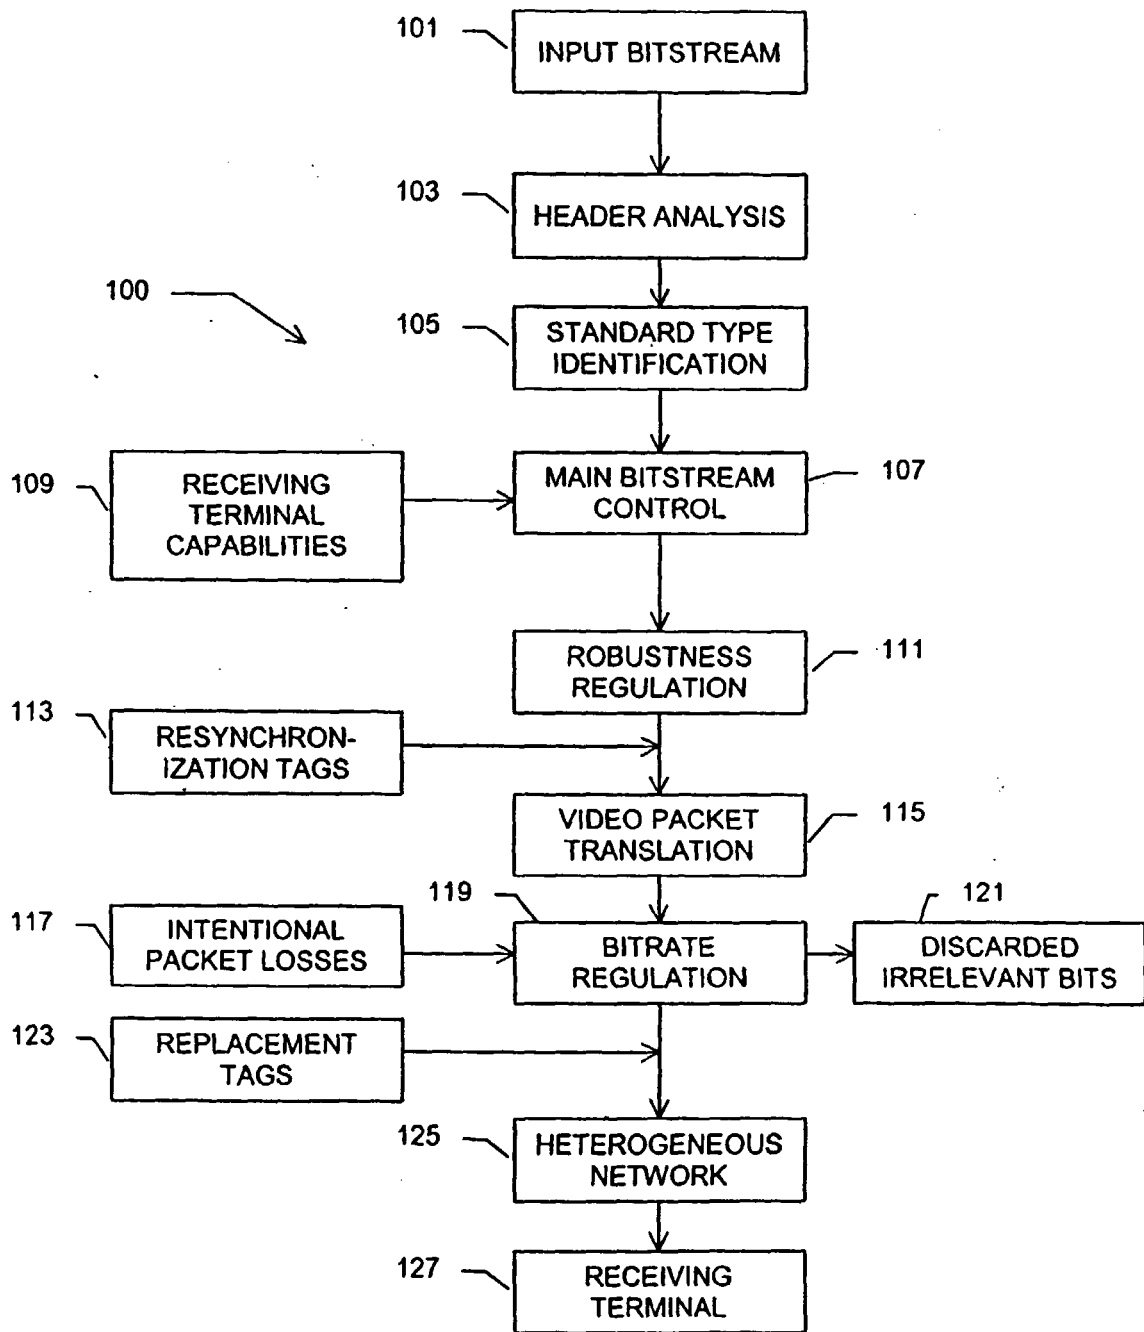 101
INPUT BITSTREAM
103
HEADER ANALYSIS
100
105
STANDARD TYPE
IDENTIFICATION
109
RECEIVING
TERMINAL
CAPABILITIES
MAIN BITSTREAM
CONTROL
107
ROBUSTNESS
REGULATION
111
113
RESYNCHRON-
IZATION TAGS
VIDEO PACKET
TRANSLATION
115
117
INTENTIONAL
PACKET LOSSES
119
BITRATE
REGULATION
121
DISCARDED
IRRELEVANT BITS
123
REPLACEMENT
TAGS
125
HETEROGENEOUS
NETWORK
127
RECEIVING
TERMINAL